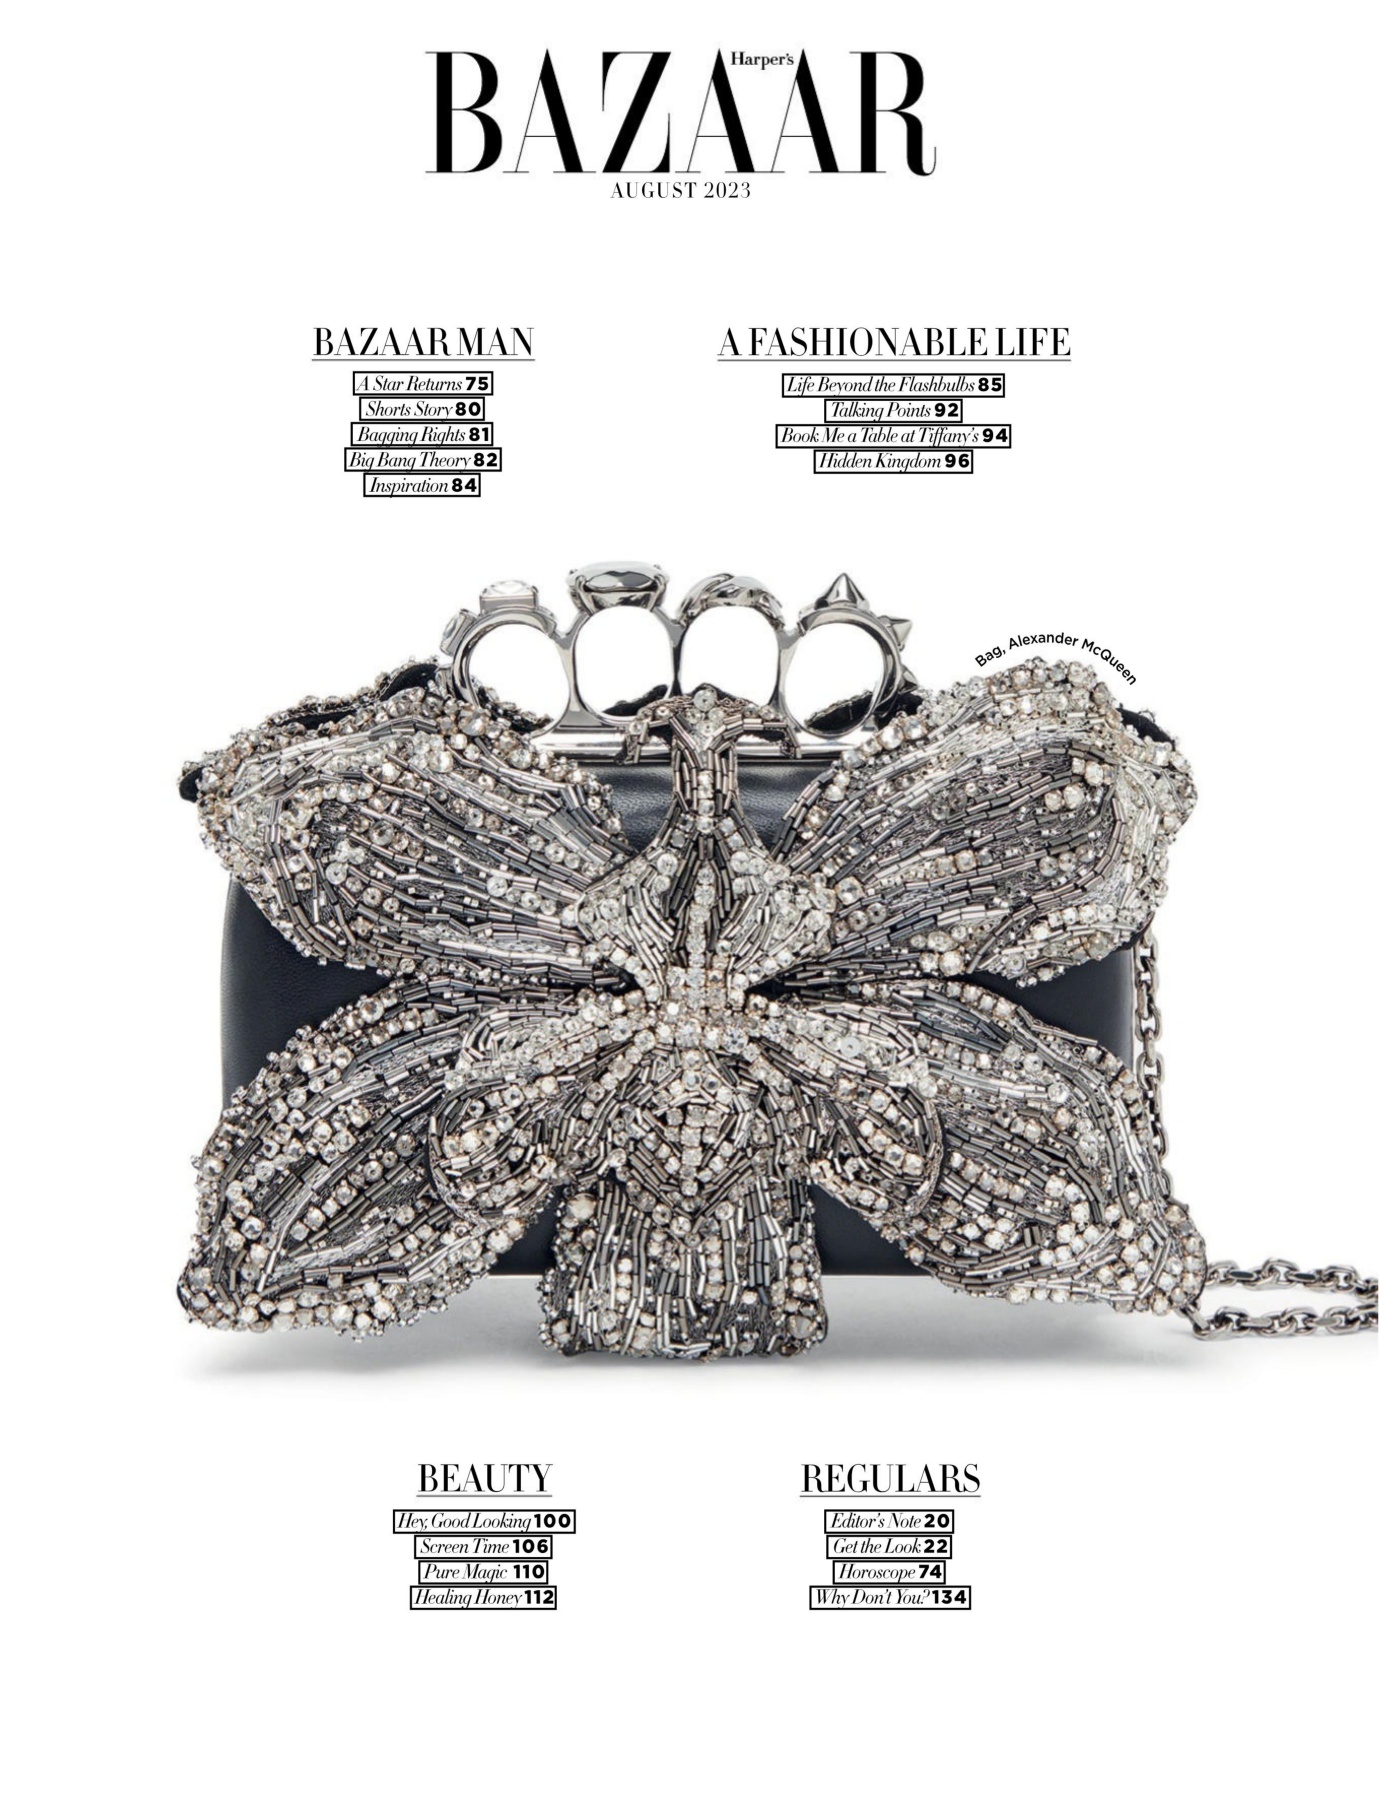 Harper's
BAZAAR
AUGUST 2023
BAZAAR MAN
A Star Returns 75
Shorts Story 80
Bagging Rights 81
Big Bang Theory 82
Inspiration 84
A FASHIONABLE LIFE
Life Beyond the Flashbulbs 85
Talking Points 92
Book Me a Table at Tiffany's 94
Hidden Kingdom 96
Bag, Alexander McQueen
BEAUTY
Hey, Good Looking 100
Screen Time 106
Pure Magic 110
Healing Honey 112
REGULARS
Editor's Note 20
Get the Look 22
Horoscope 74
Why Don't You? 134